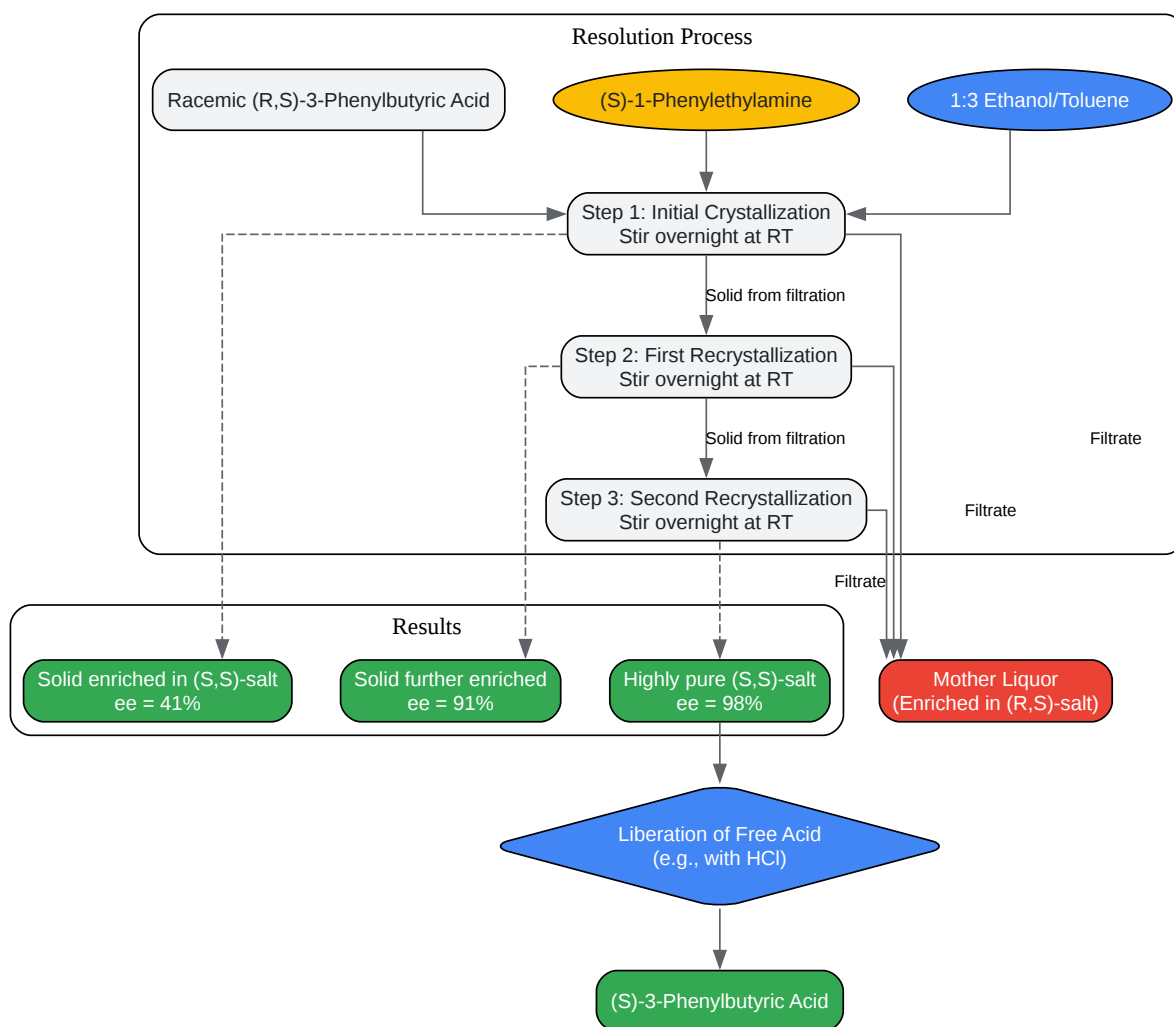 Resolution Process
Racemic (R,S)-3-Phenylbutyric Acid
(S)-1-Phenylethylamine
1:3 Ethanol/Toluene
Step 1: Initial Crystallization
Stir overnight at RT
Solid from filtration
Step 2: First Recrystallization
Stir overnight at RT
Solid from filtration
Filtrate
Step 3: Second Recrystallization
Stir overnight at RT
Filtrate
Filtrate
Results
Solid enriched in (S,S)-salt
ee = 41%
Solid further enriched
ee = 91%
Highly pure (S,S)-salt
ee = 98%
Mother Liquor
(Enriched in (R,S)-salt)
Liberation of Free Acid
(e.g., with HCl)
(S)-3-Phenylbutyric Acid